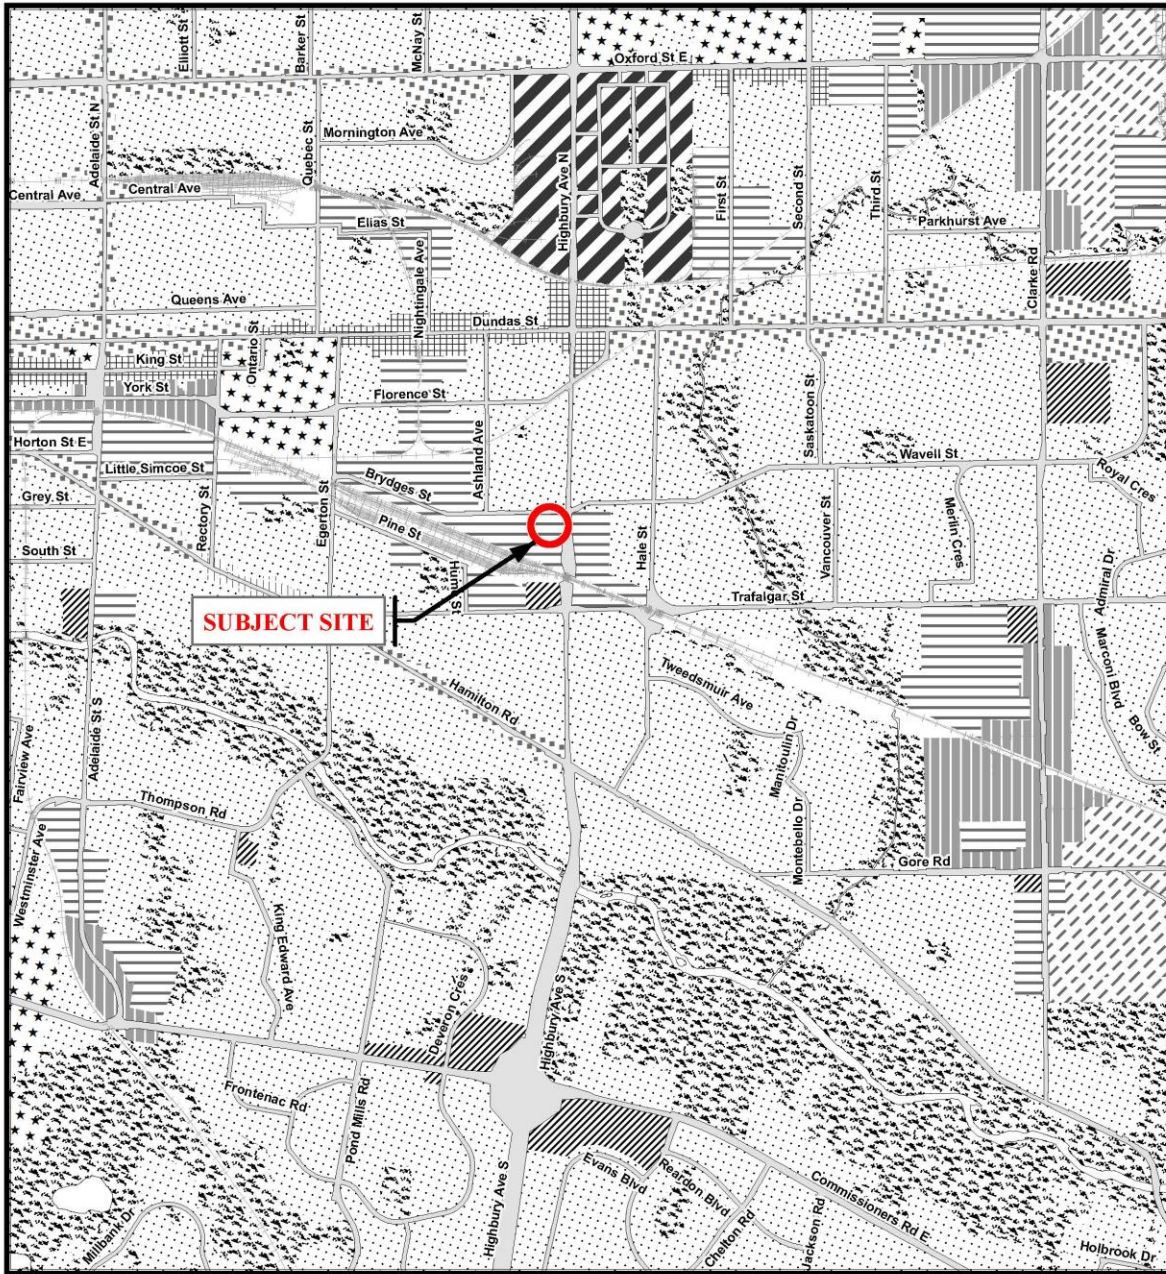 Elliott St
Barker St
McNay St
Oxford St E
Adelaide St N
Quebec St
Mornington Ave
Highbury Ave N
First St
Second St
Third St
Central Ave
Central Ave
Elias St
Nightingale Ave
Parkhurst Ave
Clarke Rd
Queens Ave
Ontario St
Dundas St
King St
York St
Florence St
Saskatoon St
Horton St E
Little Simcoe St
Ashland Ave
Wavell St
Royal Cres
Grey St
Rectory St
Egerton St
Brydges St
Pine St
Hale St
Vancouver St
Merlin Cres
South St
Trafalgar St
Admiral Dr
SUBJECT SITE
Marconi Blvd
Bow St
Hamilton Rd
Tweedsmuir Ave
Manitoulin Dr
Fairview Ave
Adelaide St S
Thompson Rd
Montebello Dr
Gore Rd
Westminster Ave
King Edward Ave
Deveron Cres
Highbury Ave S
Frontenac Rd
Pond Mills Rd
Highbury Ave S
Evans Blvd
Reardon Blvd
Chelton Rd
Jackson Rd
Commissioners Rd E
Millbank Dr
Holbrook Dr